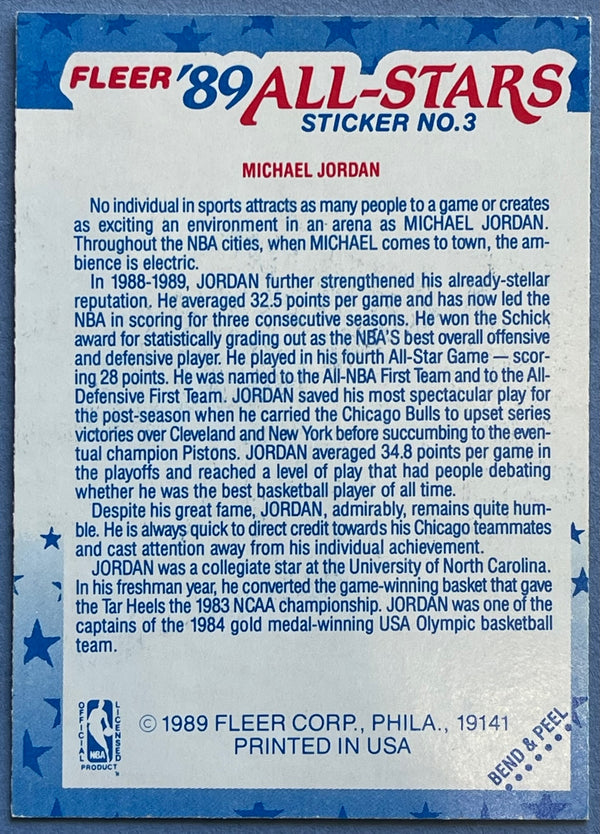 FLEER '89 ALL-STARS
STICKER NO.3
MICHAEL JORDAN
No individual in sports attracts as many people to a game or creates
as exciting an environment in an arena as MICHAEL JORDAN.
Throughout the NBA cities, when MICHAEL comes to town, the am-
bience is electric.
In 1988-1989, JORDAN further strengthened his already-stellar
reputation. He averaged 32.5 points per game and has now led the
NBA in scoring for three consecutive seasons. He won the Schick
award for statistically grading out as the NBA'S best overall offensive
and defensive player. He played in his fourth All-Star Game — scor-
ing 28 points. He was named to the All-NBA First Team and to the All-
Defensive First Team. JORDAN saved his most spectacular play for
the post-season when he carried the Chicago Bulls to upset series
victories over Cleveland and New York before succumbing to the even-
tual champion Pistons. JORDAN averaged 34.8 points per game in
the playoffs and reached a level of play that had people debating
whether he was the best basketball player of all time.
Despite his great fame, JORDAN, admirably, remains quite hum-
ble. He is always quick to direct credit towards his Chicago teammates
and cast attention away from his individual achievement.
JORDAN was a collegiate star at the University of North Carolina.
In his freshman year, he converted the game-winning basket that gave
the Tar Heels the 1983 NCAA championship. JORDAN was one of the
captains of the 1984 gold medal-winning USA Olympic basketball
team.
OFFICIAL
LICENSED
NBA
PRODUCT
© 1989 FLEER CORP., PHILA., 19141
PRINTED IN USA
BEND & PEEL